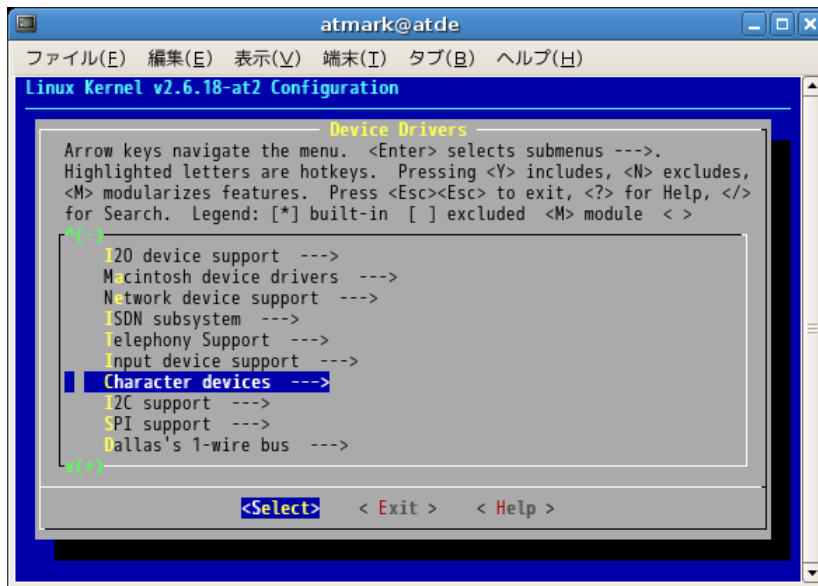 atmark@atde
ファイル(F) 編集(E) 表示(V) 端末(T) タブ(B) ヘルプ(H)
Linux Kernel v2.6.18-at2 Configuration
Device Drivers
Arrow keys navigate the menu. <Enter> selects submenus --->.
Highlighted letters are hotkeys. Pressing <Y> includes, <N> excludes,
<M> modularizes features. Press <Esc><Esc> to exit, <?> for Help, </>
for Search. Legend: [*] built-in [ ] excluded <M> module < >
^(-)
I2O device support --->
Macintosh device drivers --->
Network device support --->
ISDN subsystem --->
Telephony Support --->
Input device support --->
Character devices --->
I2C support --->
SPI support --->
Dallas's 1-wire bus --->
v(+)
<Select> < Exit > < Help >